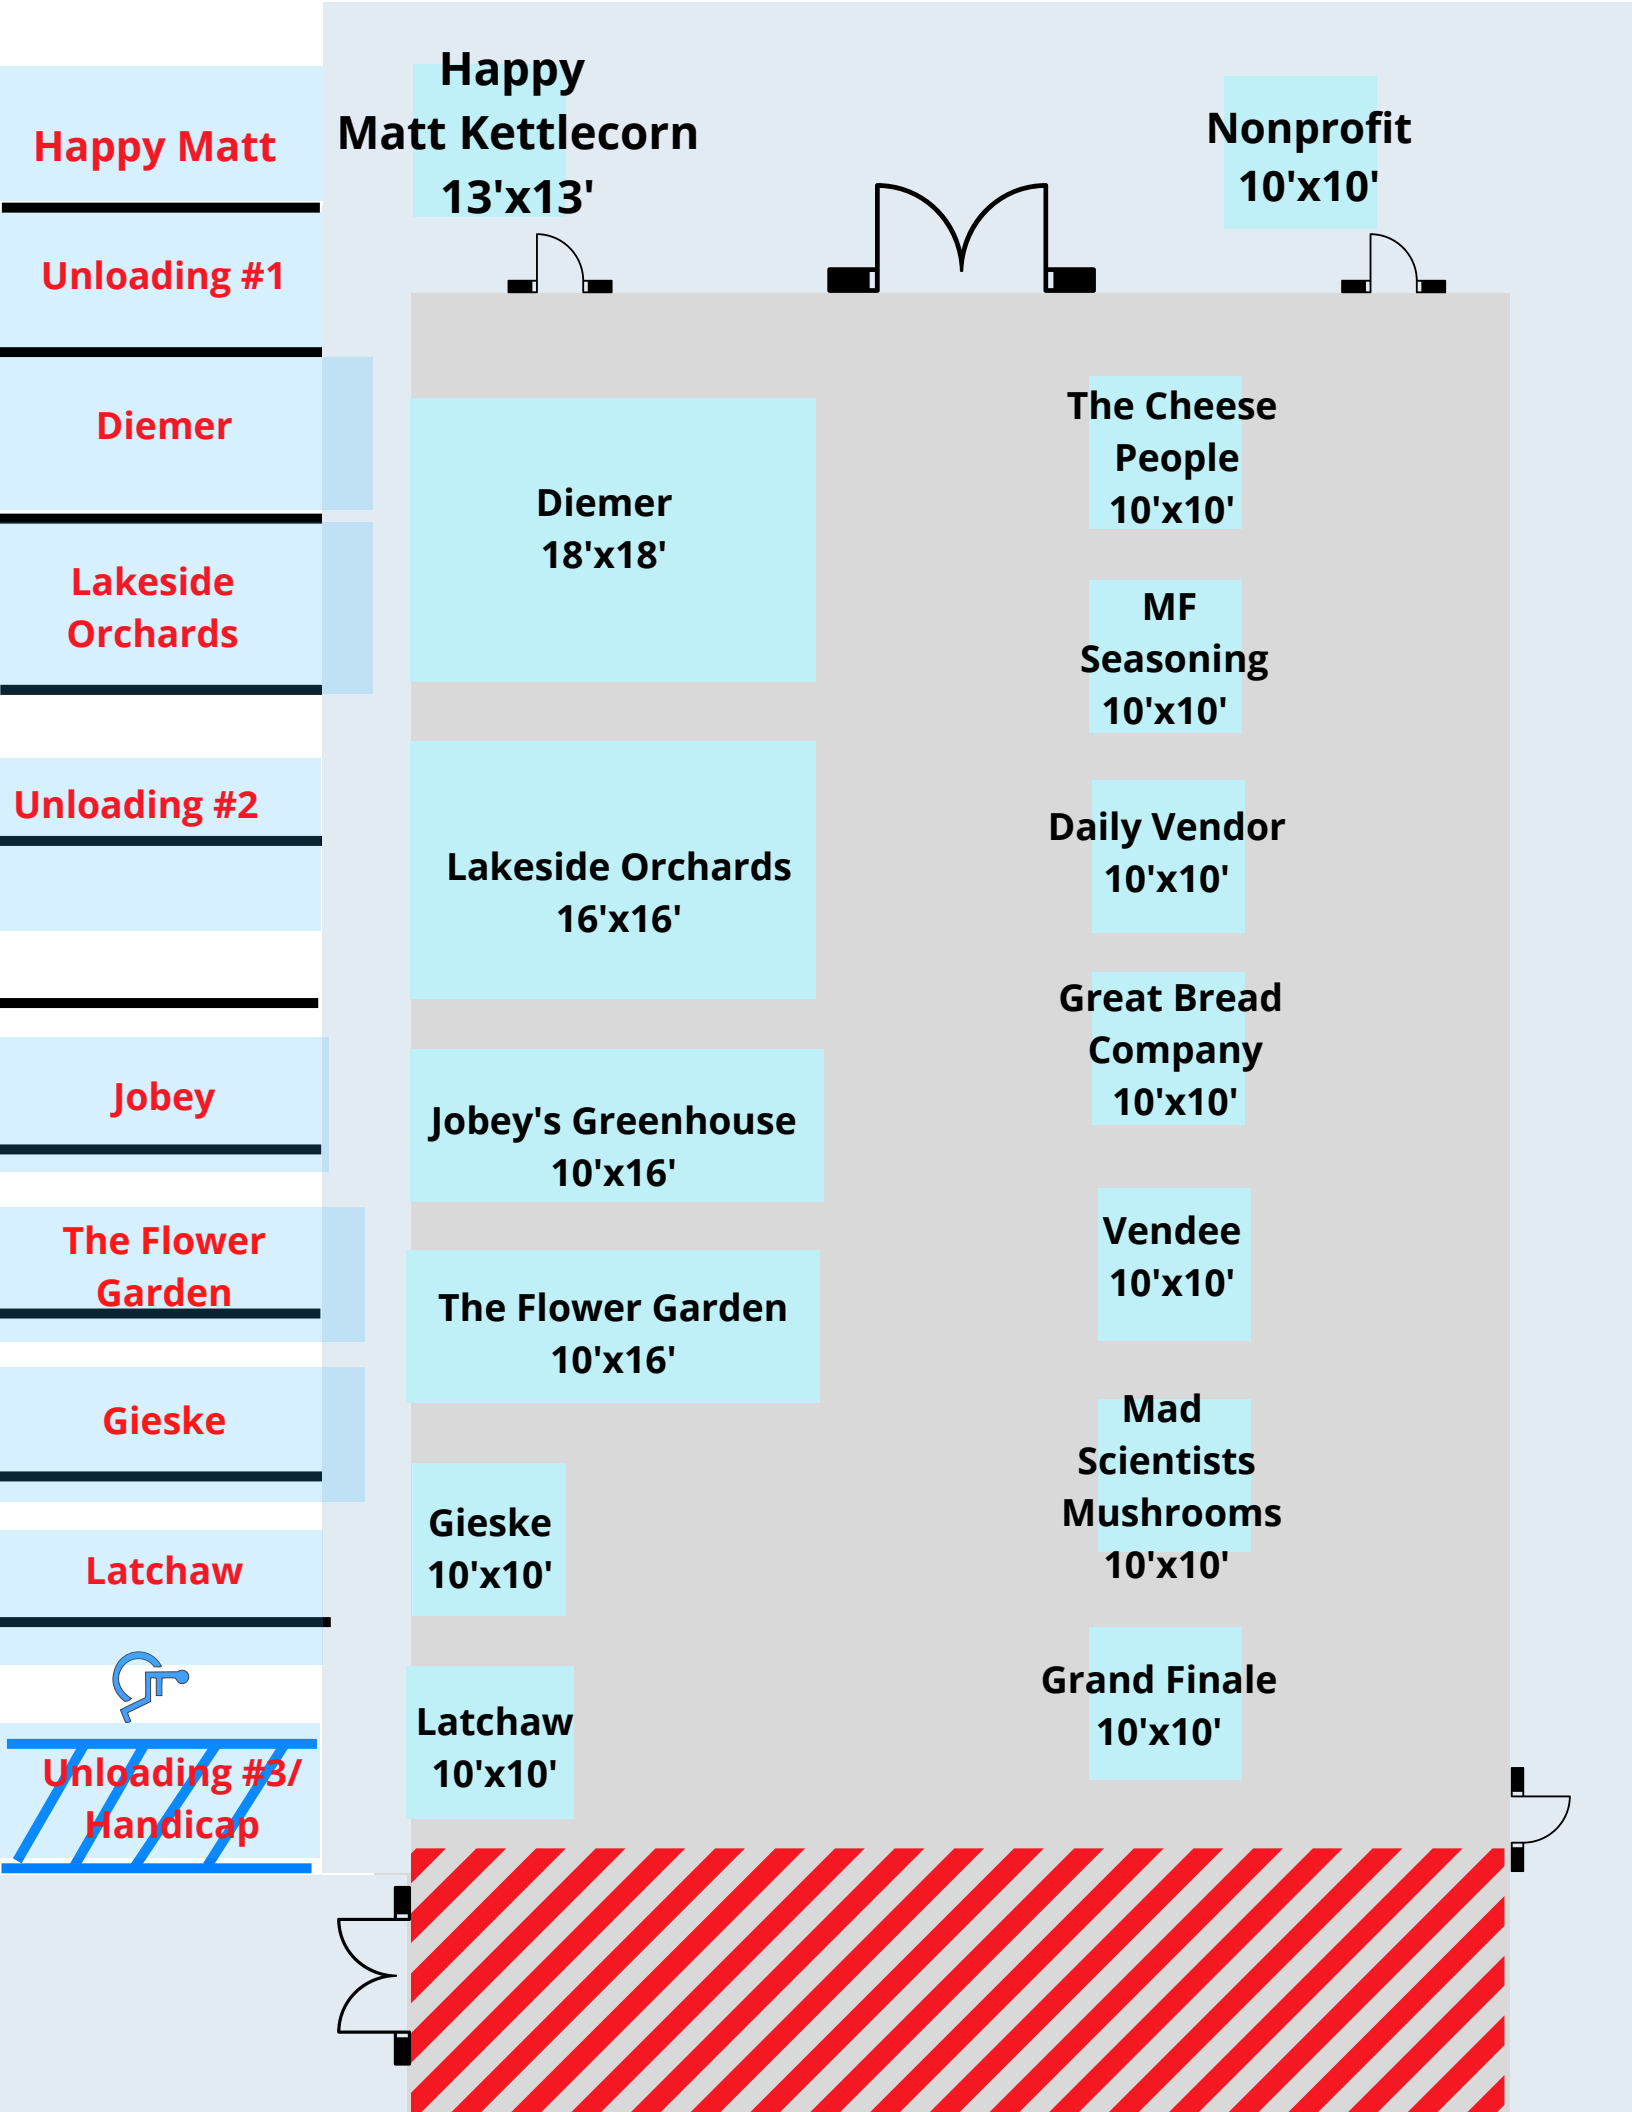 Happy Matt
Unloading #1
Diemer
Lakeside
Orchards
Unloading #2
Jobey
The Flower
Garden
Gieske
Latchaw
Unloading #3/
Handicap
Happy
Matt Kettlecorn
13'x13'
Nonprofit
10'x10'
Diemer
18'x18'
Lakeside Orchards
16'x16'
Jobey's Greenhouse
10'x16'
The Flower Garden
10'x16'
Gieske
10'x10'
Latchaw
10'x10'
The Cheese
People
10'x10'
MF
Seasoning
10'x10'
Daily Vendor
10'x10'
Great Bread
Company
10'x10'
Vendee
10'x10'
Mad
Scientists
Mushrooms
10'x10'
Grand Finale
10'x10'